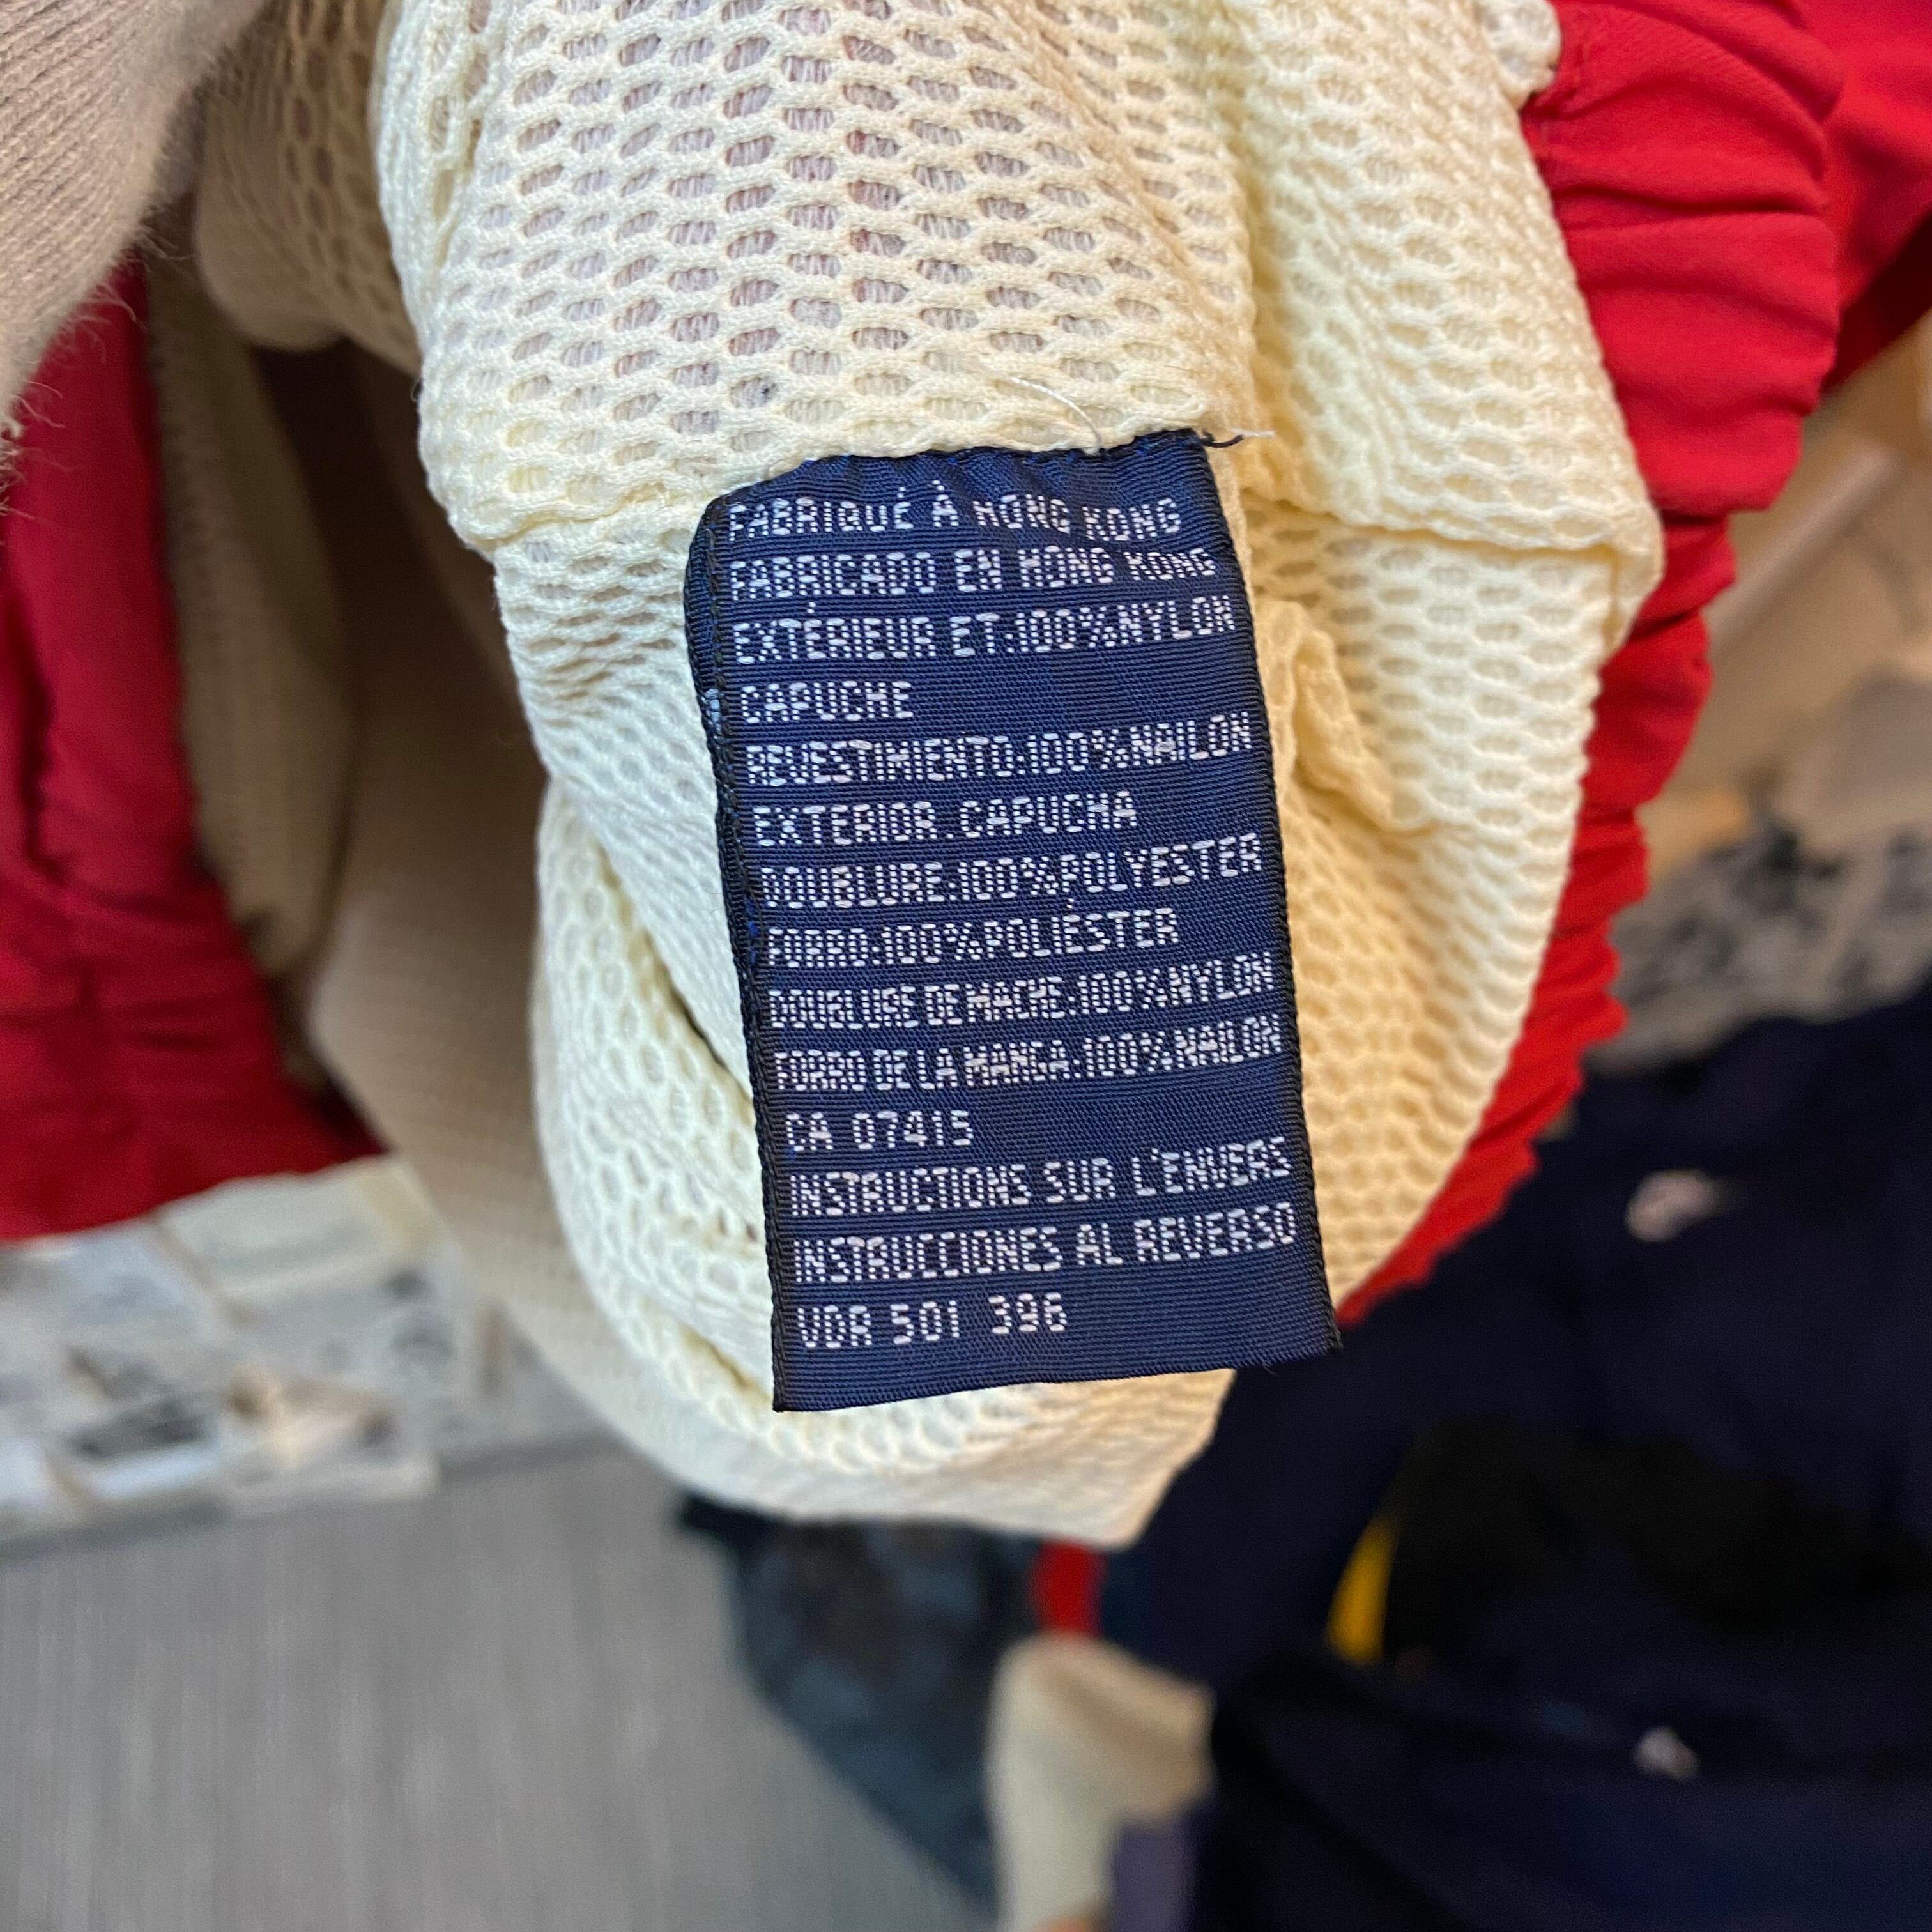 FABRIQUÉ À HONG KONG
FABRICADO EN HONG KONG
EXTÉRIEUR ET:100%NYLON
CAPUCHE
REVESTIMIENTO:100%NAILON
EXTERIOR.CAPUCHA
DOUBLURE:100%POLYESTER
FORRO:100%POLIÉSTER
DOUBLURE DE MACHE:100%NYLON
FORRO DE LA MANGA:100%NAILON
CA 07415
INSTRUCTIONS SUR L'ENVERS
INSTRUCCIONES AL REVERSO
VDR 501 396